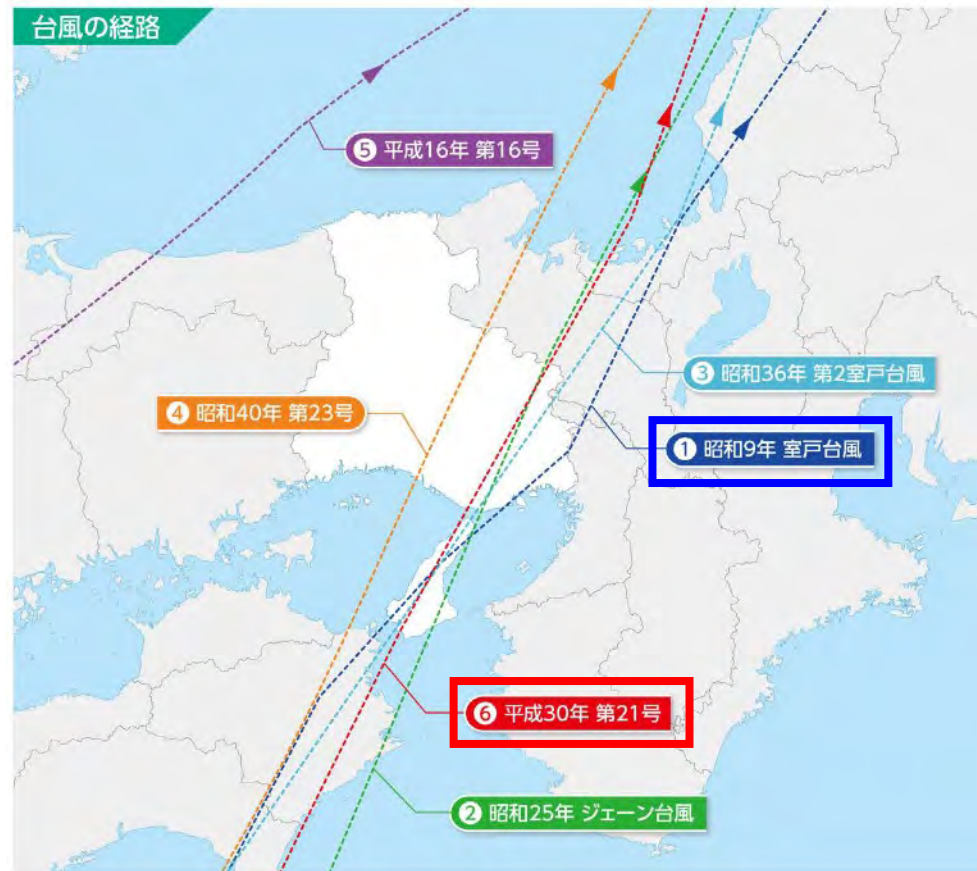 台風の経路
⑤ 平成16年 第16号
③ 昭和36年 第2室戸台風
④ 昭和40年 第23号
① 昭和9年 室戸台風
⑥ 平成30年 第21号
② 昭和25年 ジェーン台風